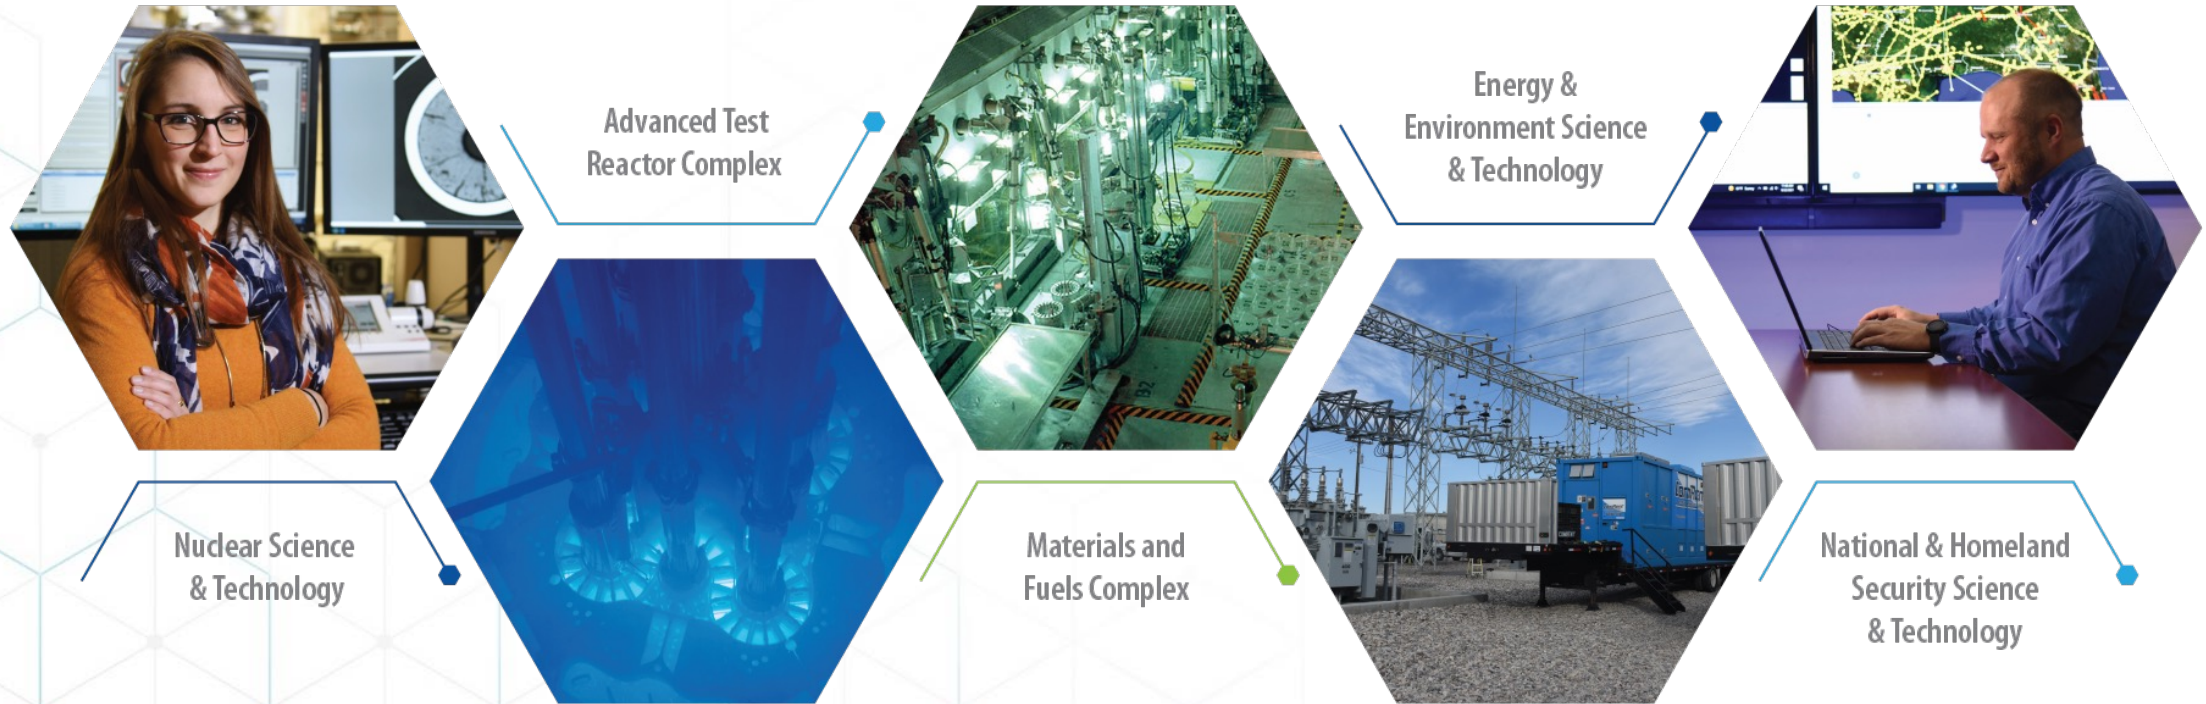 Advanced Test
Reactor Complex
Energy &
Environment Science
& Technology
Nuclear Science
& Technology
Materials and
Fuels Complex
National & Homeland
Security Science
& Technology